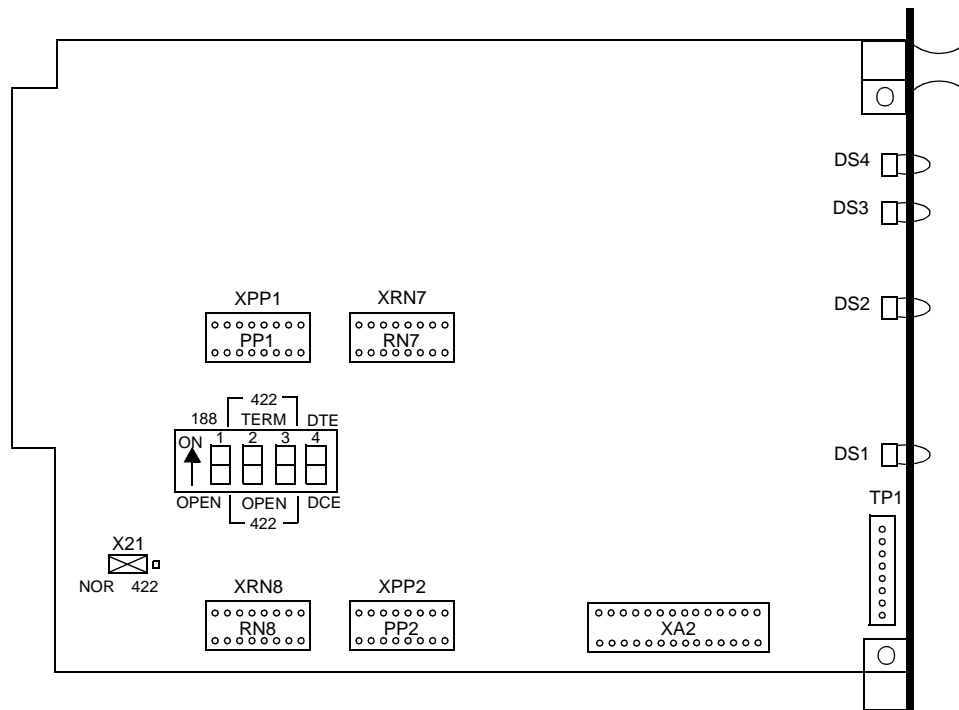 DS4
DS3
XPP1 XRN7
DS2
PP1 RN7
422
188 TERM DTE
ON 1 2 3 4
DS1
OPEN OPEN DCE
TP1
422
X21
NOR 422
XRN8 XPP2
RN8 PP2 XA2